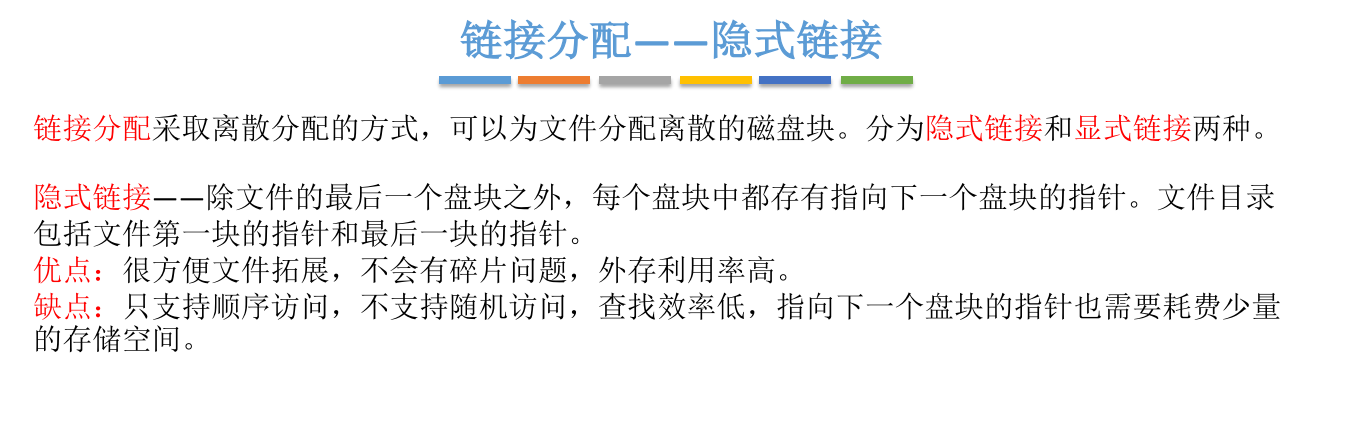 链接分配——隐式链接
链接分配采取离散分配的方式，可以为文件分配离散的磁盘块。分为隐式链接和显式链接两种。
隐式链接——除文件的最后一个盘块之外，每个盘块中都存有指向下一个盘块的指针。文件目录
包括文件第一块的指针和最后一块的指针。
优点：很方便文件拓展，不会有碎片问题，外存利用率高。
缺点：只支持顺序访问，不支持随机访问，查找效率低，指向下一个盘块的指针也需要耗费少量
的存储空间。